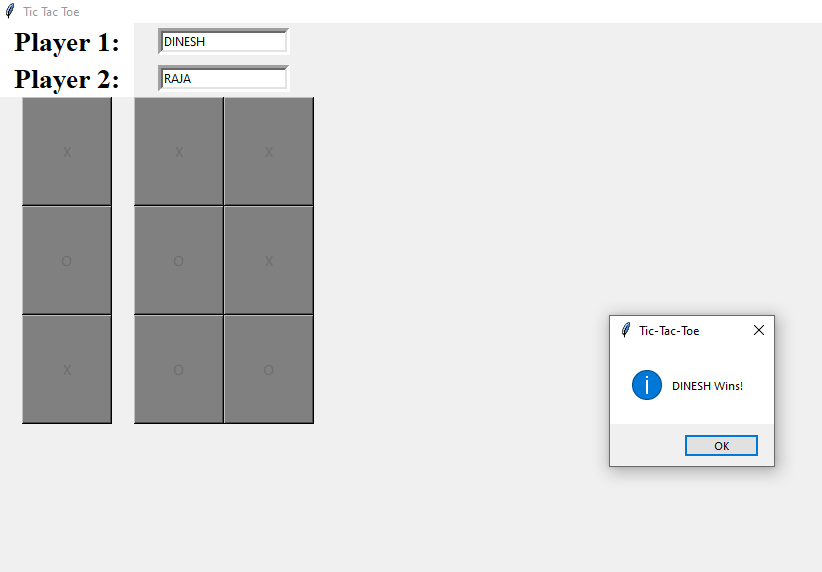 Tic Tac Toe
Player 1: DINESH
Player 2: RAJA
X X X
O O X
X O O
Tic-Tac-Toe
DINESH Wins!
OK